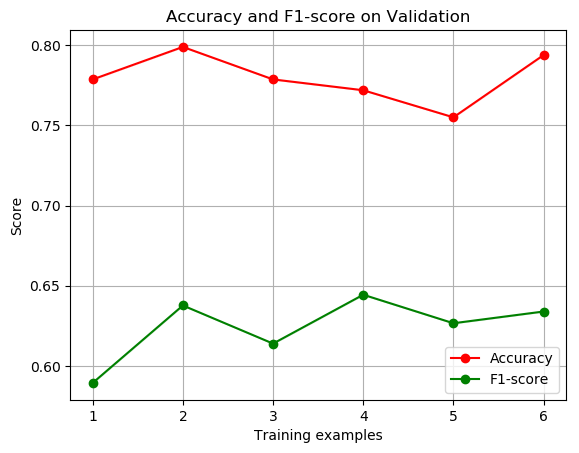 Accuracy and F1-score on Validation
0.80
0.75
0.70
0.65
0.60
Score
1 2 3 4 5 6
Training examples
Accuracy
F1-score